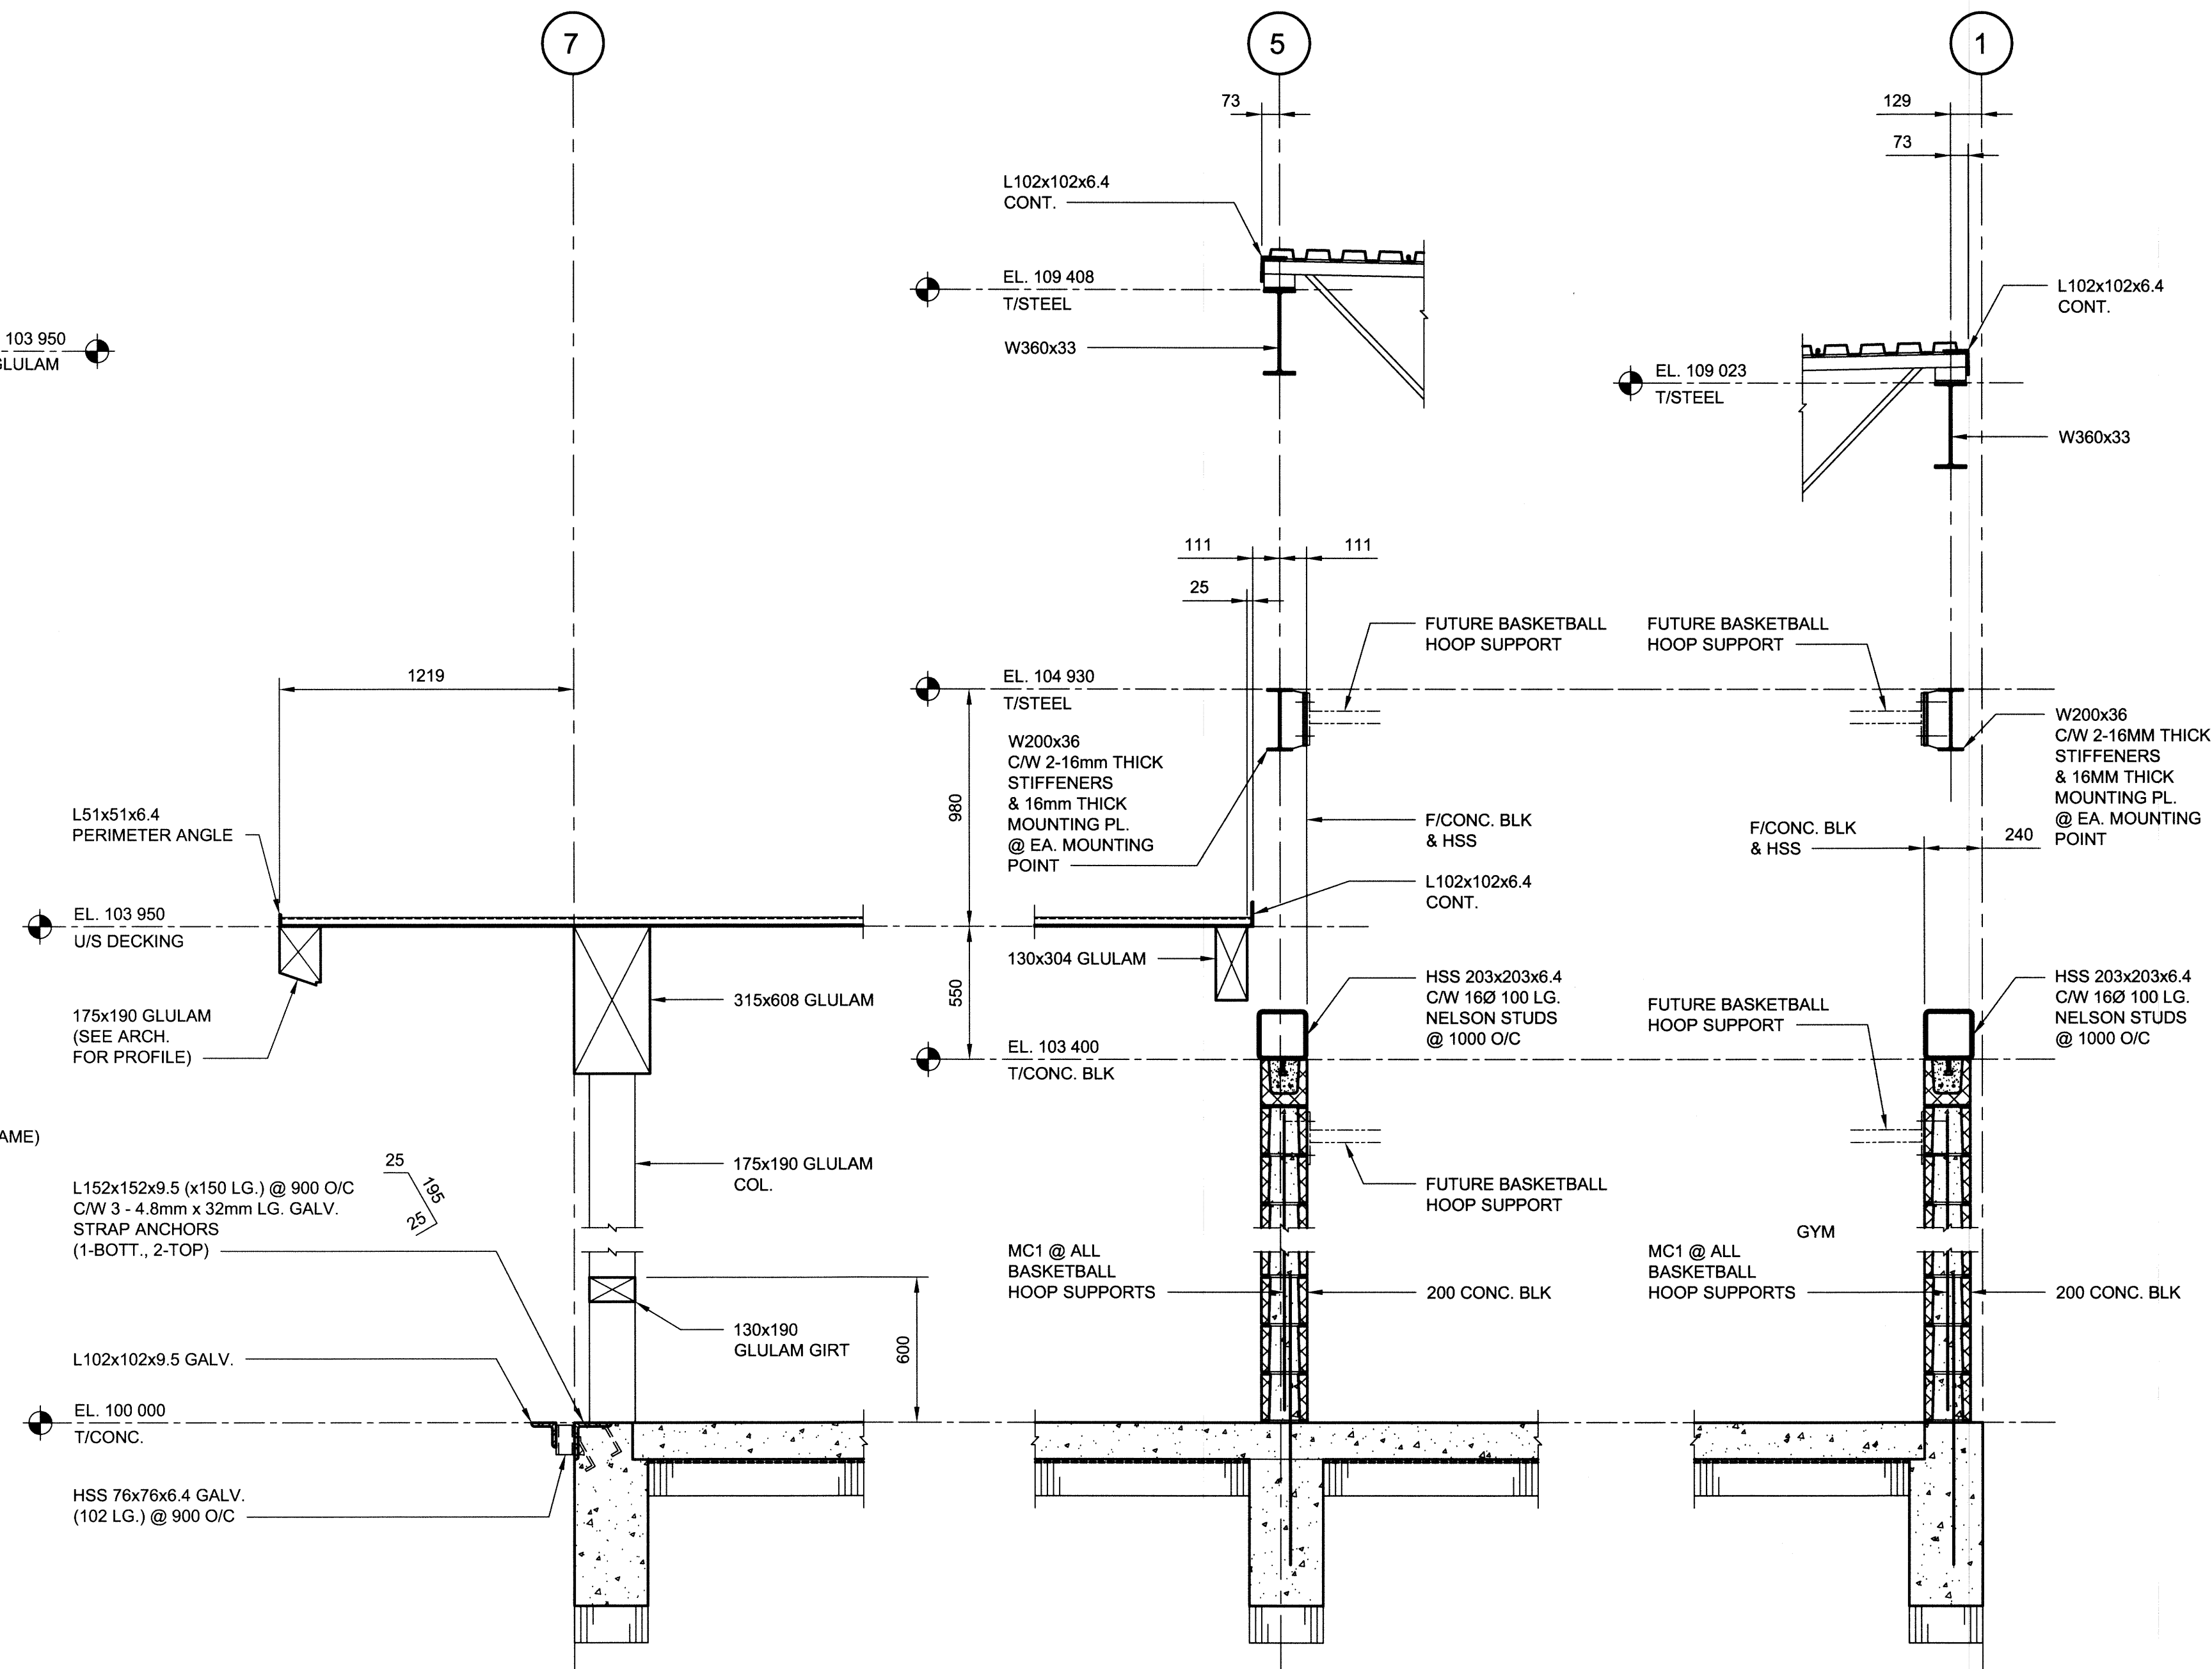 7
5
1
73
129
73
L102x102x6.4
CONT.
EL. 109 408
T/STEEL
W360x33
L102x102x6.4
CONT.
EL. 109 023
T/STEEL
W360x33
103 950
GLULAM
111
111
25
FUTURE BASKETBALL
HOOP SUPPORT
FUTURE BASKETBALL
HOOP SUPPORT
1219
EL. 104 930
T/STEEL
W200x36
C/W 2-16mm THICK
STIFFENERS
& 16mm THICK
MOUNTING PL.
@ EA. MOUNTING
POINT
W200x36
C/W 2-16MM THICK
STIFFENERS
& 16MM THICK
MOUNTING PL.
@ EA. MOUNTING
POINT
980
L51x51x6.4
PERIMETER ANGLE
F/CONC. BLK
& HSS
F/CONC. BLK
& HSS
240
L102x102x6.4
CONT.
EL. 103 950
U/S DECKING
130x304 GLULAM
550
315x608 GLULAM
175x190 GLULAM
(SEE ARCH.
FOR PROFILE)
HSS 203x203x6.4
C/W 16Ø 100 LG.
NELSON STUDS
@ 1000 O/C
FUTURE BASKETBALL
HOOP SUPPORT
HSS 203x203x6.4
C/W 16Ø 100 LG.
NELSON STUDS
@ 1000 O/C
EL. 103 400
T/CONC. BLK
AME)
25
195
25
175x190 GLULAM
COL.
L152x152x9.5 (x150 LG.) @ 900 O/C
C/W 3 - 4.8mm x 32mm LG. GALV.
STRAP ANCHORS
(1-BOTT., 2-TOP)
FUTURE BASKETBALL
HOOP SUPPORT
GYM
MC1 @ ALL
BASKETBALL
HOOP SUPPORTS
200 CONC. BLK
MC1 @ ALL
BASKETBALL
HOOP SUPPORTS
200 CONC. BLK
130x190
GLULAM GIRT
600
L102x102x9.5 GALV.
EL. 100 000
T/CONC.
HSS 76x76x6.4 GALV.
(102 LG.) @ 900 O/C